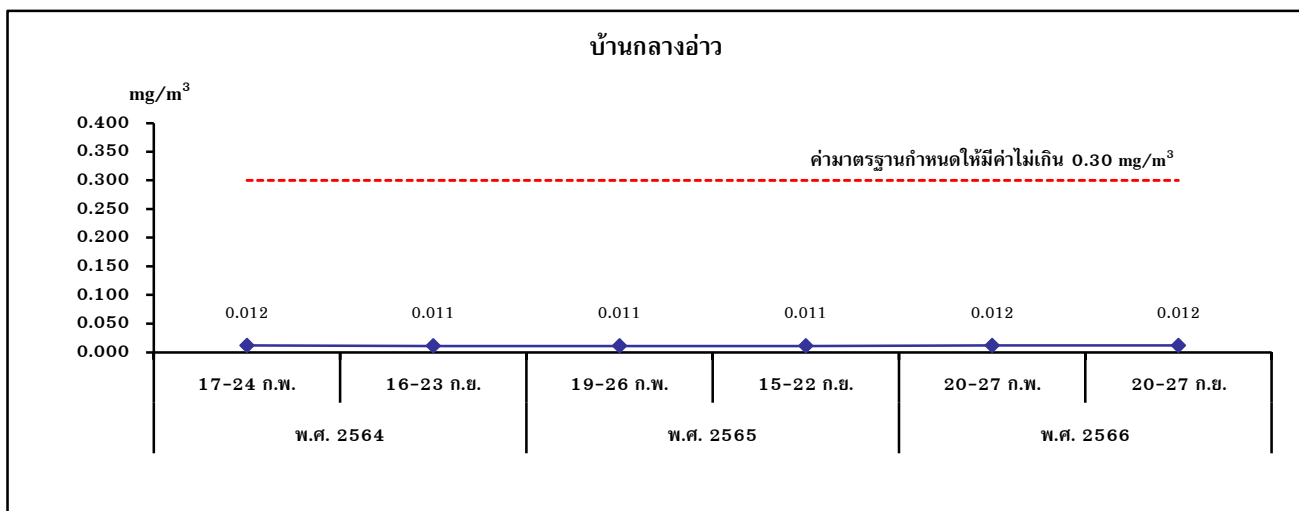 บ้านกลางอ่าว
mg/m³
0.400
0.350
0.300
0.250
0.200
0.150
0.100
0.050
0.000
ค่ามาตรฐานกำหนดให้มีค่าไม่เกิน 0.30 mg/m³
0.012 0.011 0.011 0.011 0.012 0.012
17-24 ก.พ. 16-23 ก.ย. 19-26 ก.พ. 15-22 ก.ย. 20-27 ก.พ. 20-27 ก.ย.
พ.ศ. 2564 พ.ศ. 2565 พ.ศ. 2566